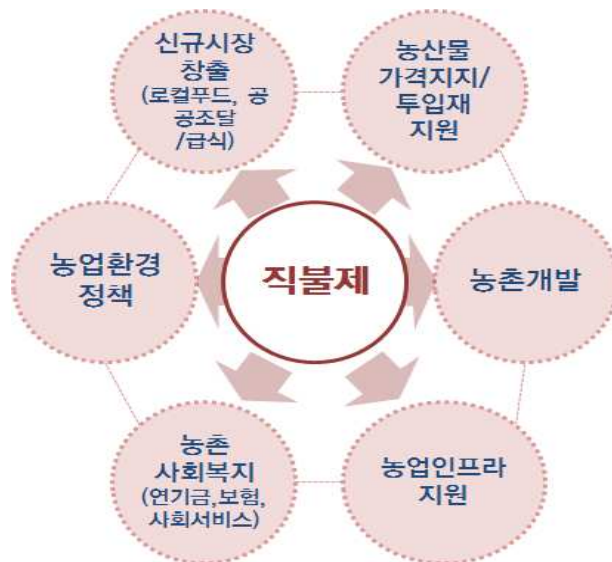 신규시장
창출
(로컬푸드, 공
공조달
/급식)
농산물
가격지지/
투입재
지원
농업환경
정책
직불제
농촌개발
농촌
사회복지
(연기금,보험,
사회서비스)
농업인프라
지원